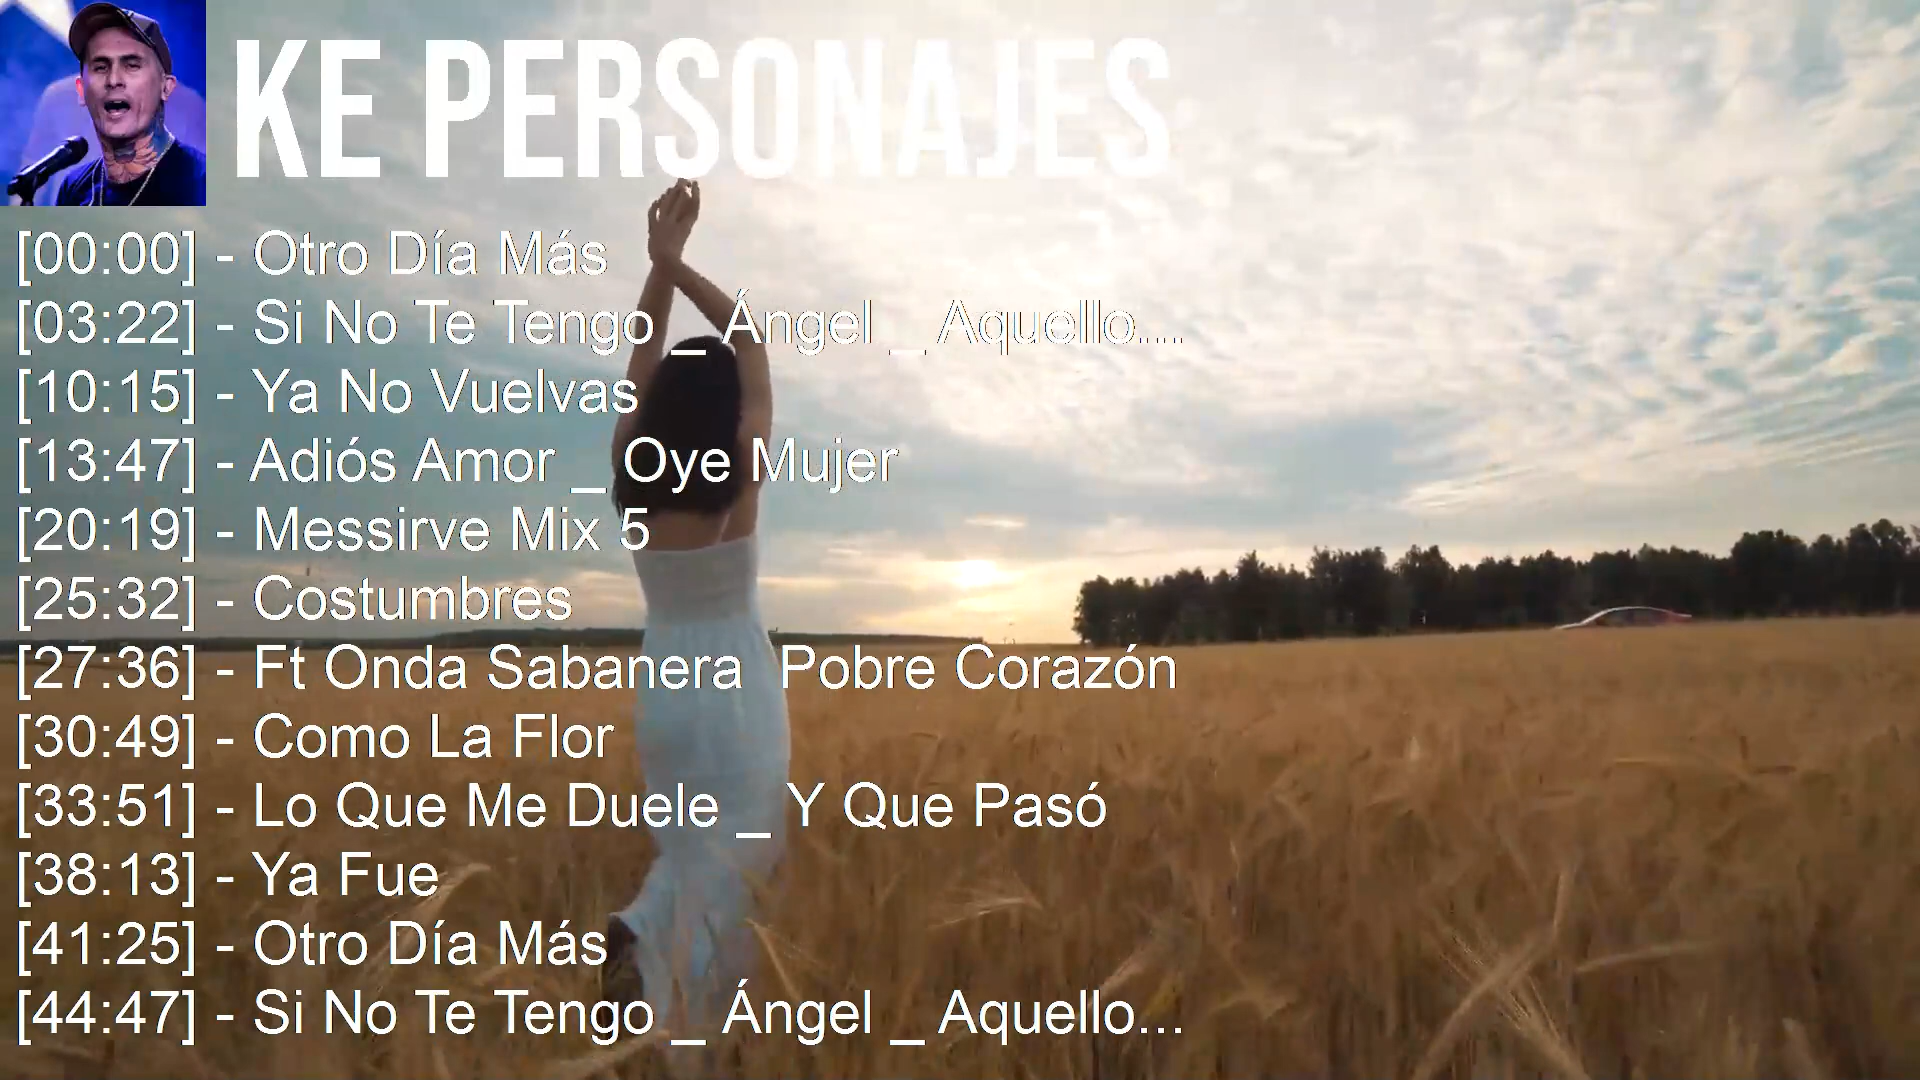 KE PERSONAJES
[00:00] - Otro Día Más
[03:22] - Si No Te Tengo _ Ángel _ Aquello...
[10:15] - Ya No Vuelvas
[13:47] - Adiós Amor _ Oye Mujer
[20:19] - Messirve Mix 5
[25:32] - Costumbres
[27:36] - Ft Onda Sabanera  Pobre Corazón
[30:49] - Como La Flor
[33:51] - Lo Que Me Duele _ Y Que Pasó
[38:13] - Ya Fue
[41:25] - Otro Día Más
[44:47] - Si No Te Tengo _ Ángel _ Aquello...